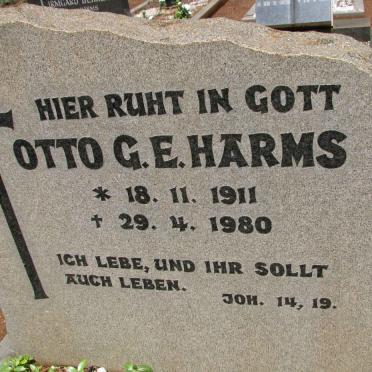 HIER RUHT IN GOTT
OTTO G.E. HARMS
* 18. 11. 1911
† 29. 4. 1980
ICH LEBE, UND IHR SOLLT
AUCH LEBEN.
JOH. 14, 19.